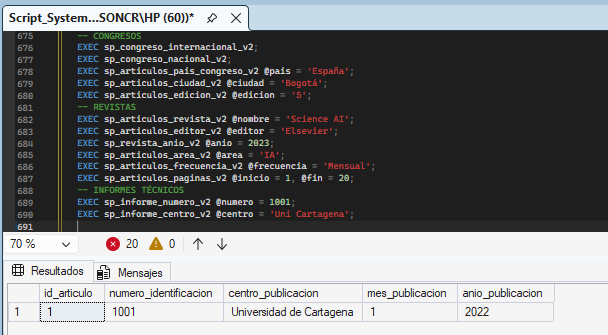 Script_System...SONCR\HP (60))*
675 -- CONGRESOS
676 EXEC sp_congreso_internacional_v2;
677 EXEC sp_congreso_nacional_v2;
678 EXEC sp_articulos_pais_congreso_v2 @pais = 'España';
679 EXEC sp_articulos_ciudad_v2 @ciudad = 'Bogotá';
680 EXEC sp_articulos_edicion_v2 @edicion = '5';
681 -- REVISTAS
682 EXEC sp_articulos_revista_v2 @nombre = 'Science AI';
683 EXEC sp_articulos_editor_v2 @editor = 'Elsevier';
684 EXEC sp_revista_anio_v2 @anio = 2023;
685 EXEC sp_articulos_area_v2 @area = 'IA';
686 EXEC sp_articulos_frecuencia_v2 @frecuencia = 'Mensual';
687 EXEC sp_articulos_paginas_v2 @inicio = 1, @fin = 20;
688 -- INFORMES TÉCNICOS
689 EXEC sp_informe_numero_v2 @numero = 1001;
690 EXEC sp_informe_centro_v2 @centro = 'Uni Cartagena';
691
70 % 20 0
Resultados Mensajes
id_articulo numero_identificacion centro_publicacion mes_publicacion anio_publicacion
1 1 1001 Universidad de Cartagena 1 2022